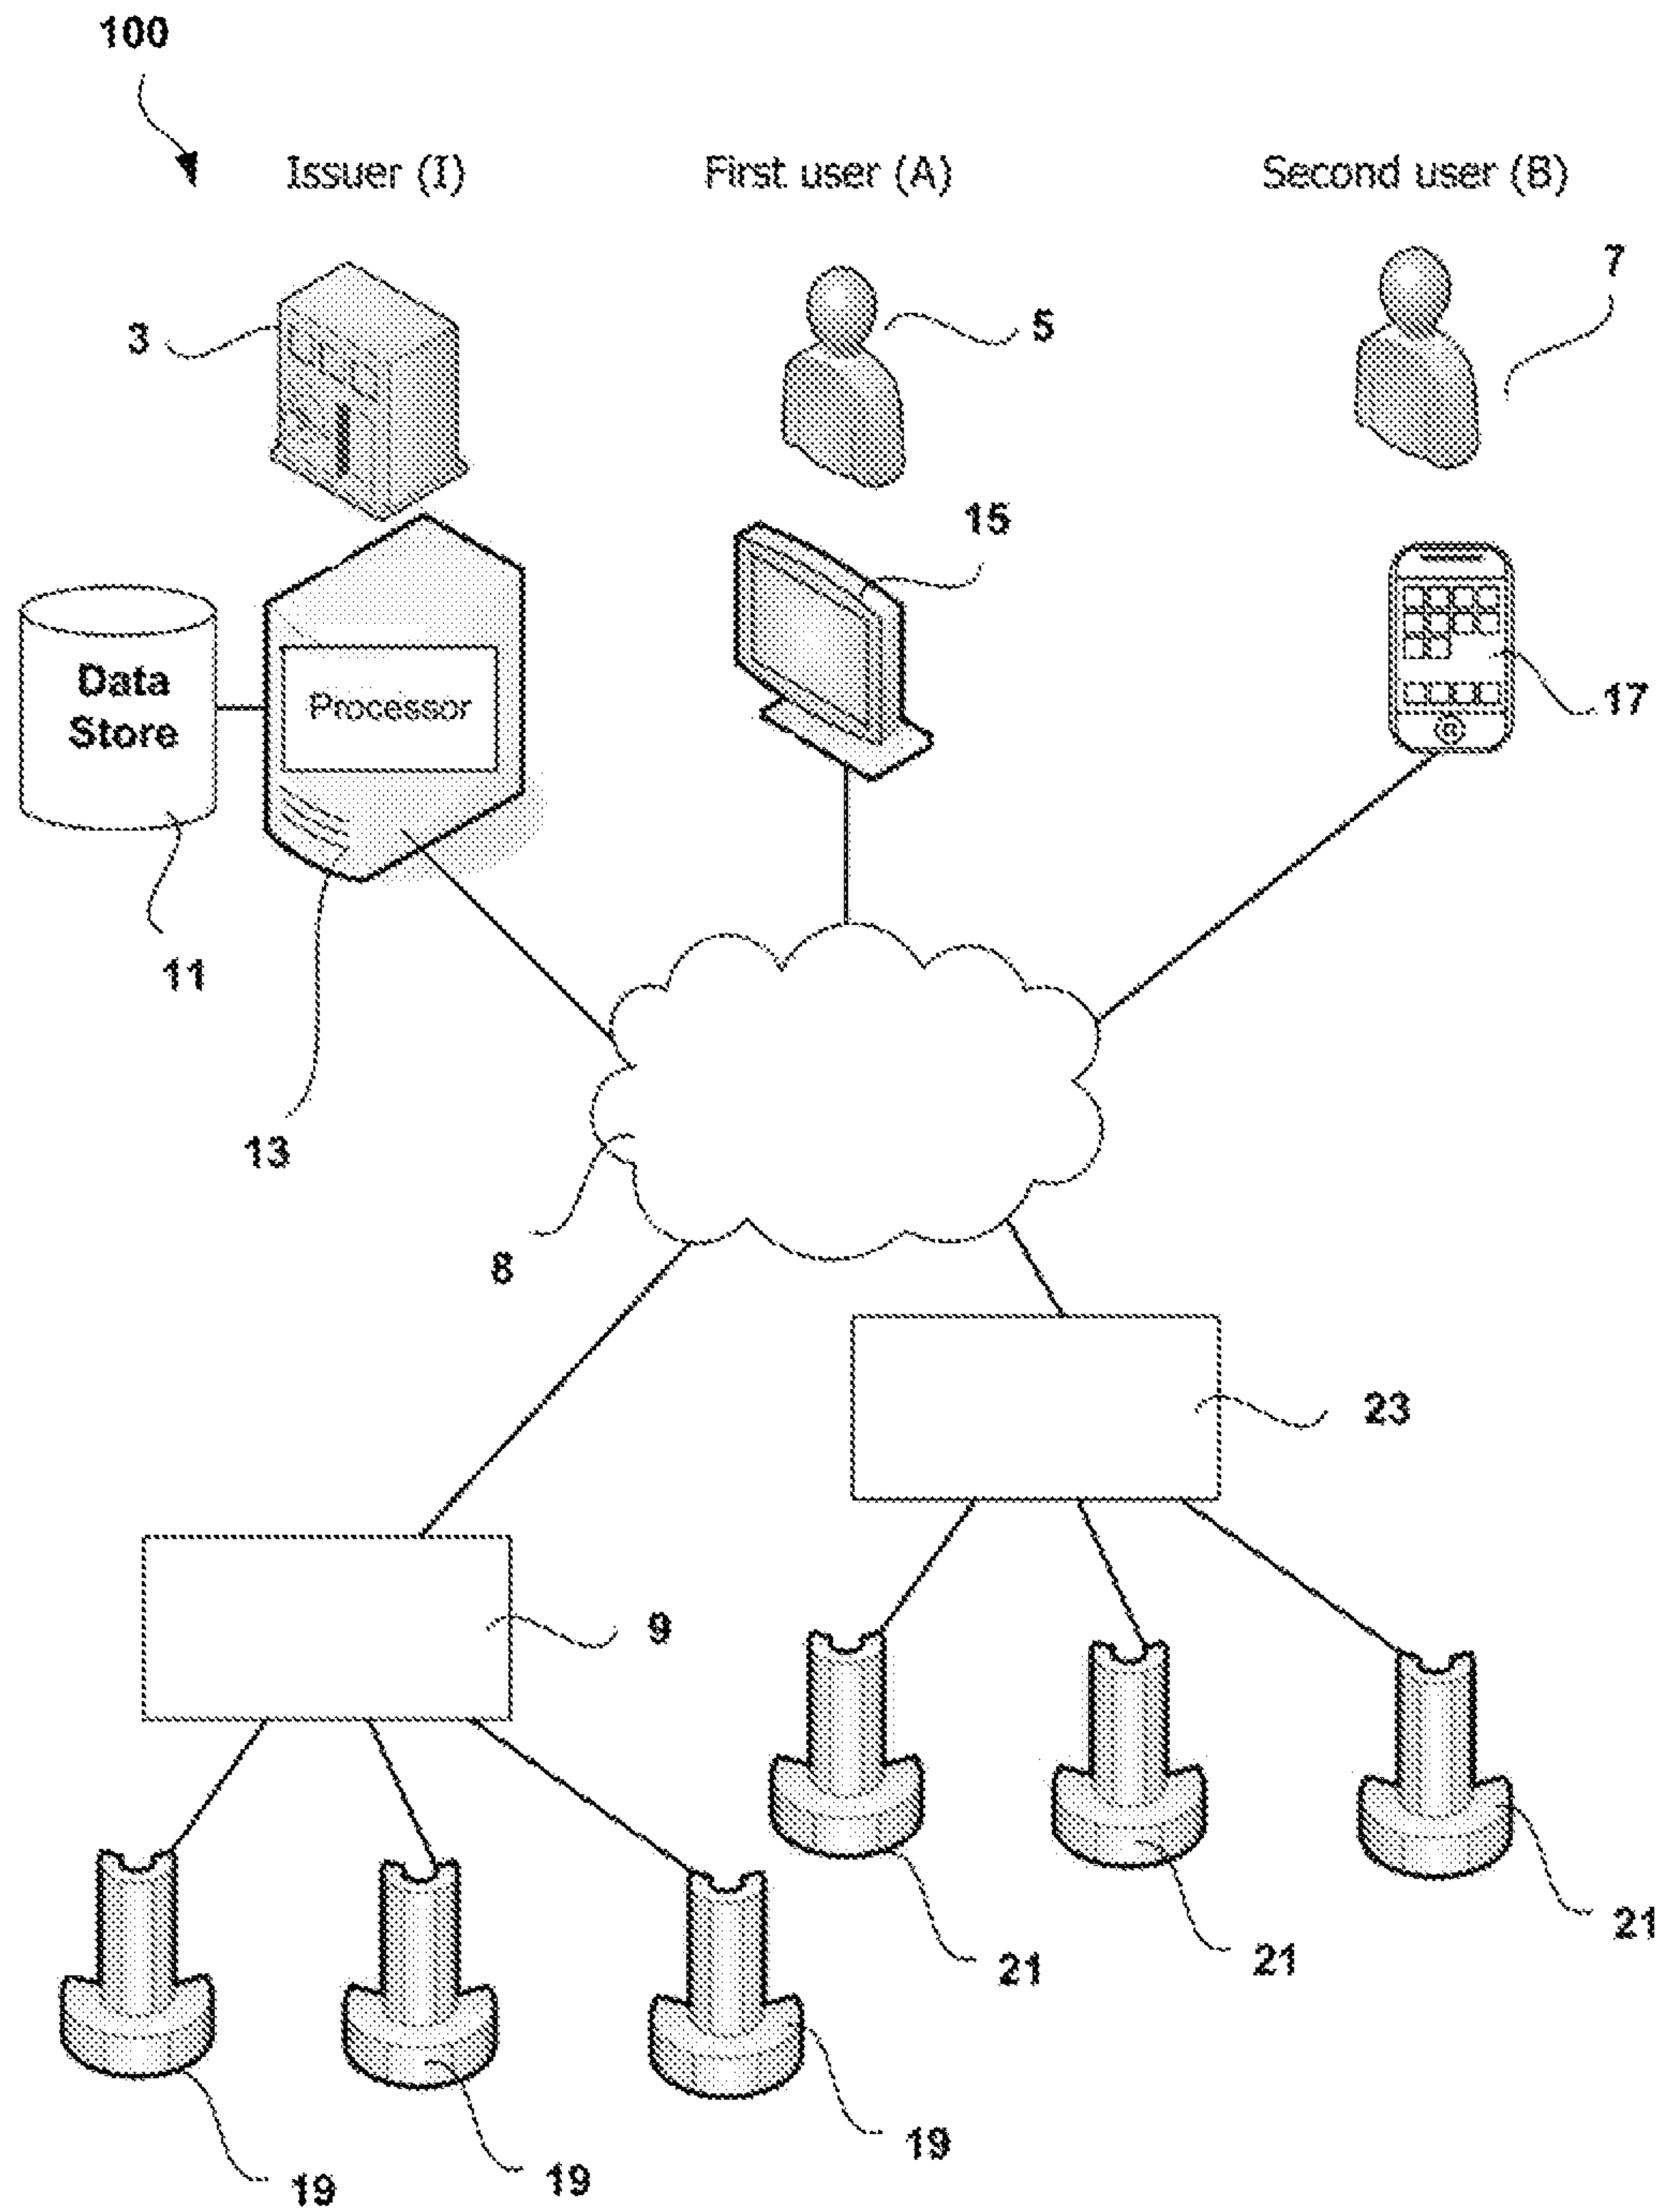 100
Issuer (I)
First user (A)
Second user (B)
7
3
5
15
Data
Store
Processor
17
11
13
8
23
9
21
21
21
19
19
19